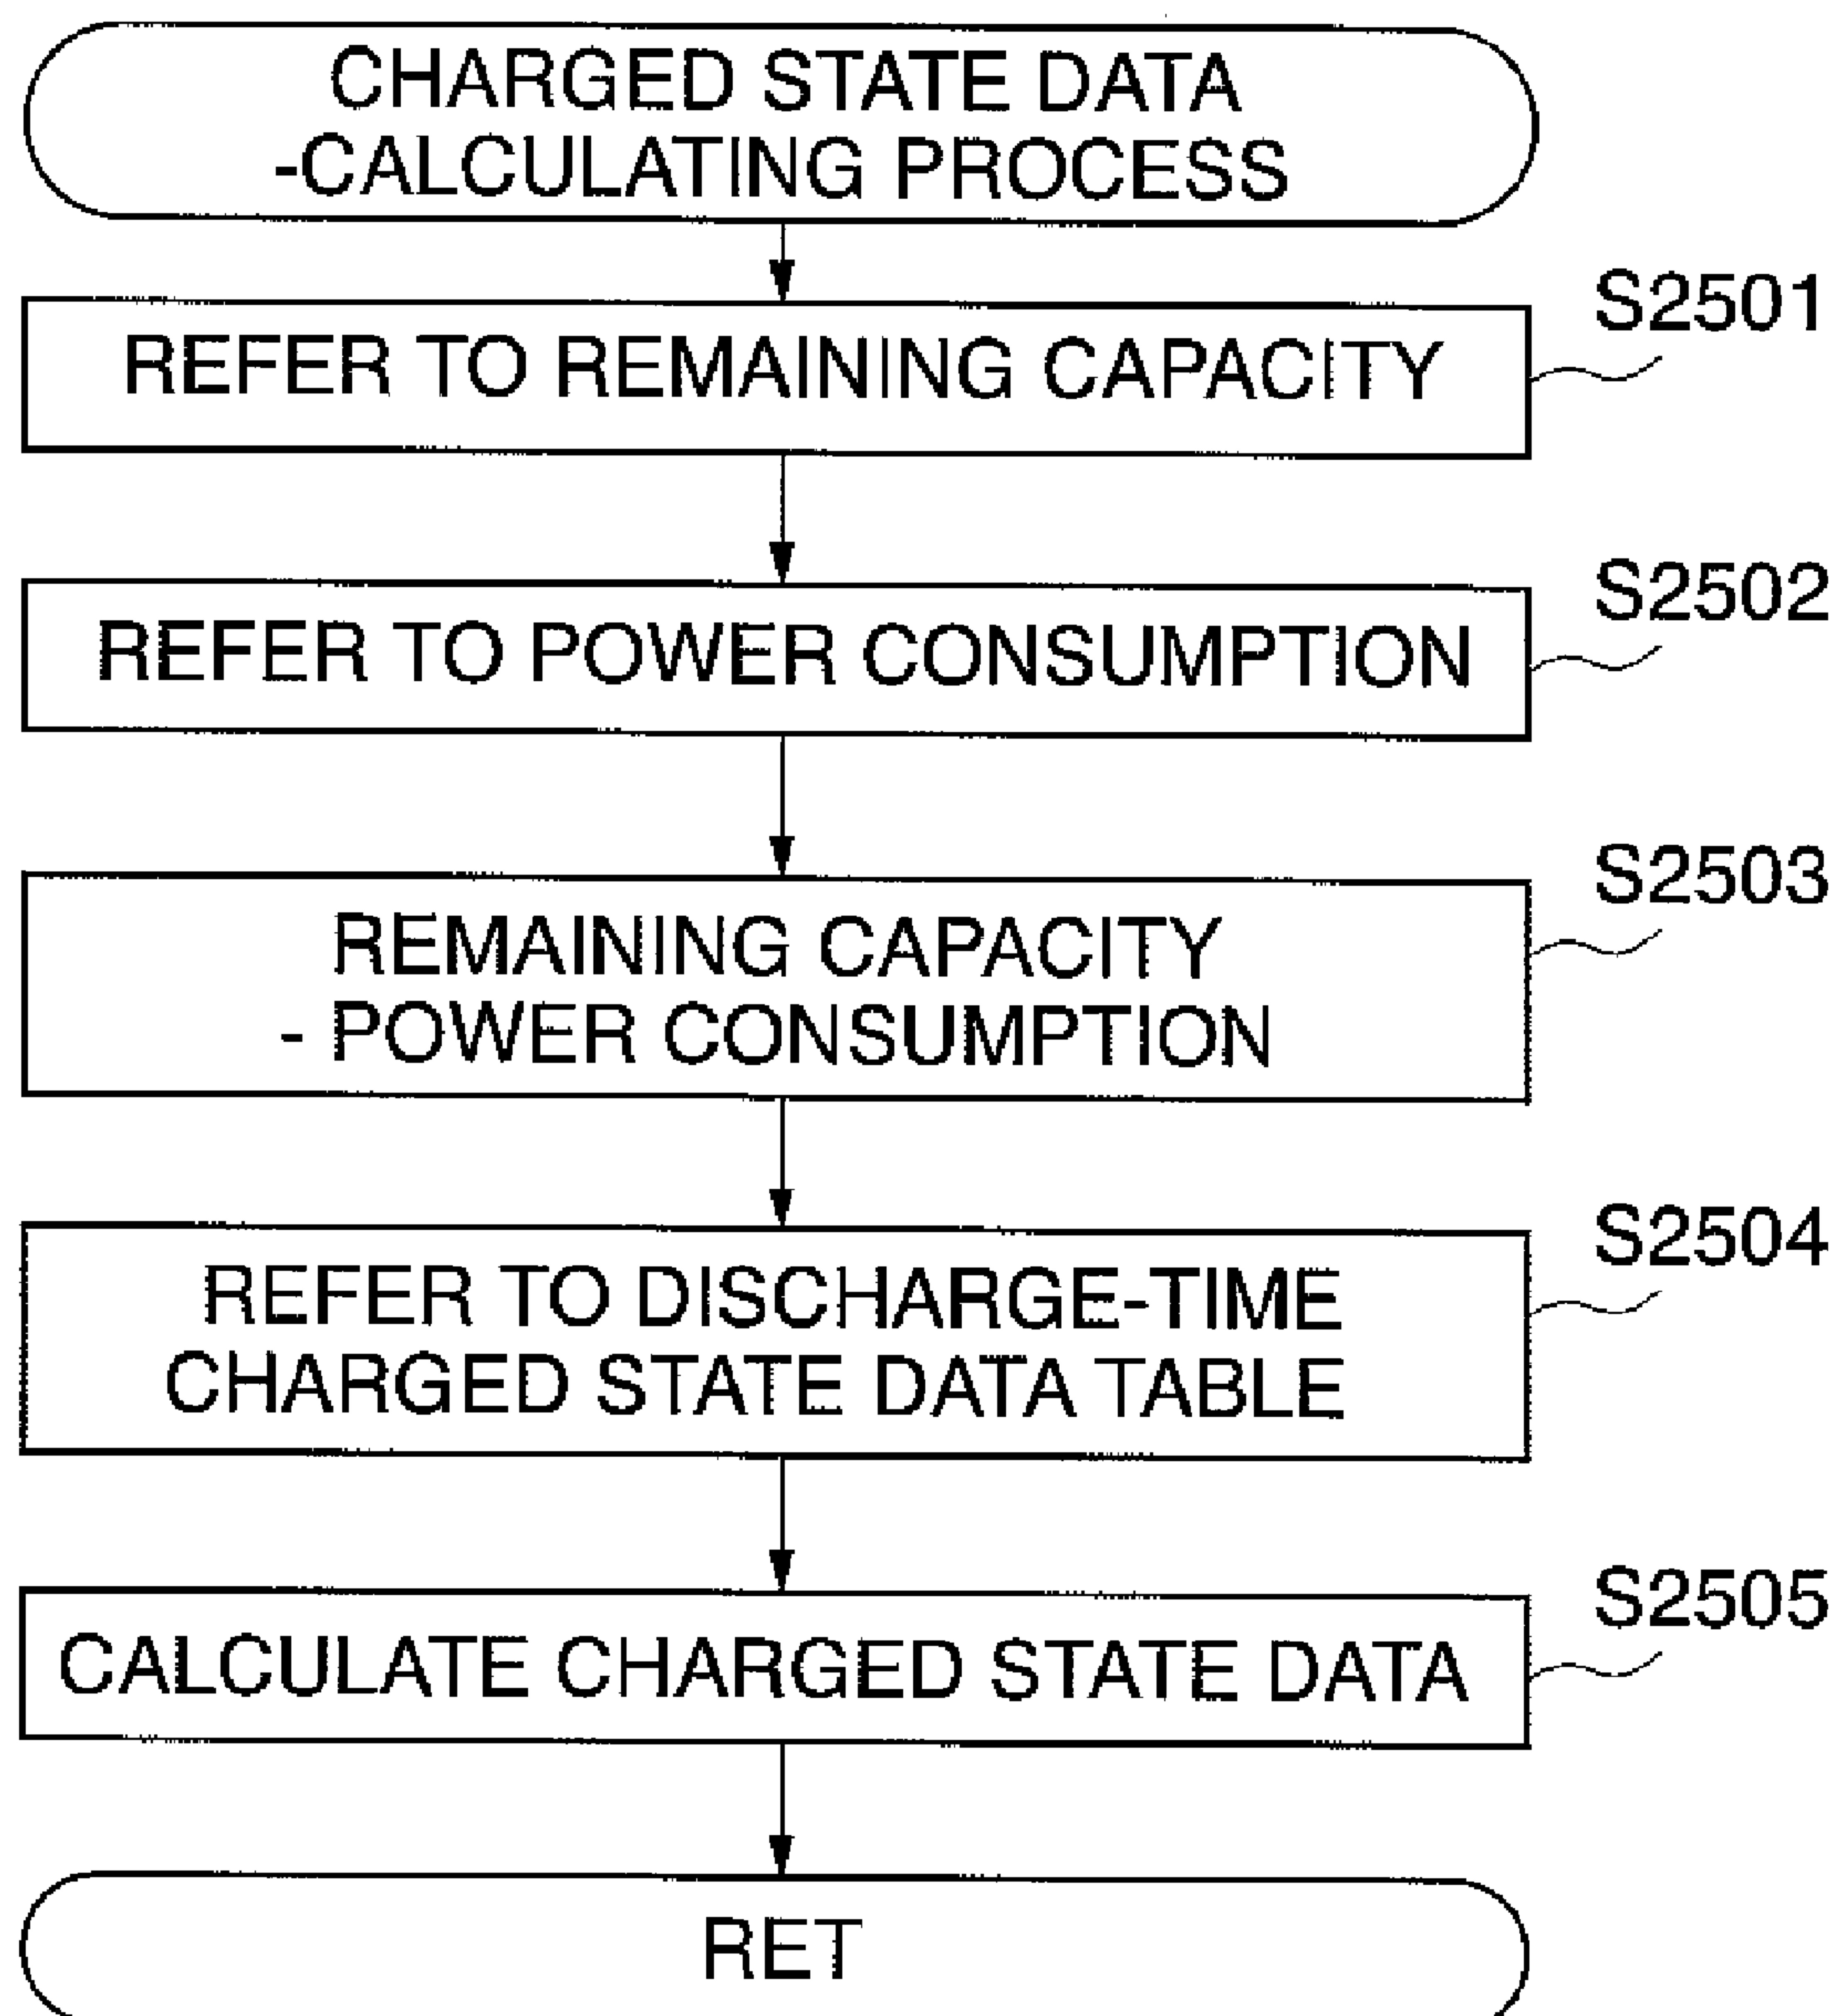 CHARGED STATE DATA
-CALCULATING PROCESS
S2501
REFER TO REMAINING CAPACITY
S2502
REFER TO POWER CONSUMPTION
S2503
REMAINING CAPACITY
- POWER CONSUMPTION
S2504
REFER TO DISCHARGE-TIME
CHARGED STATE DATA TABLE
S2505
CALCULATE CHARGED STATE DATA
RET